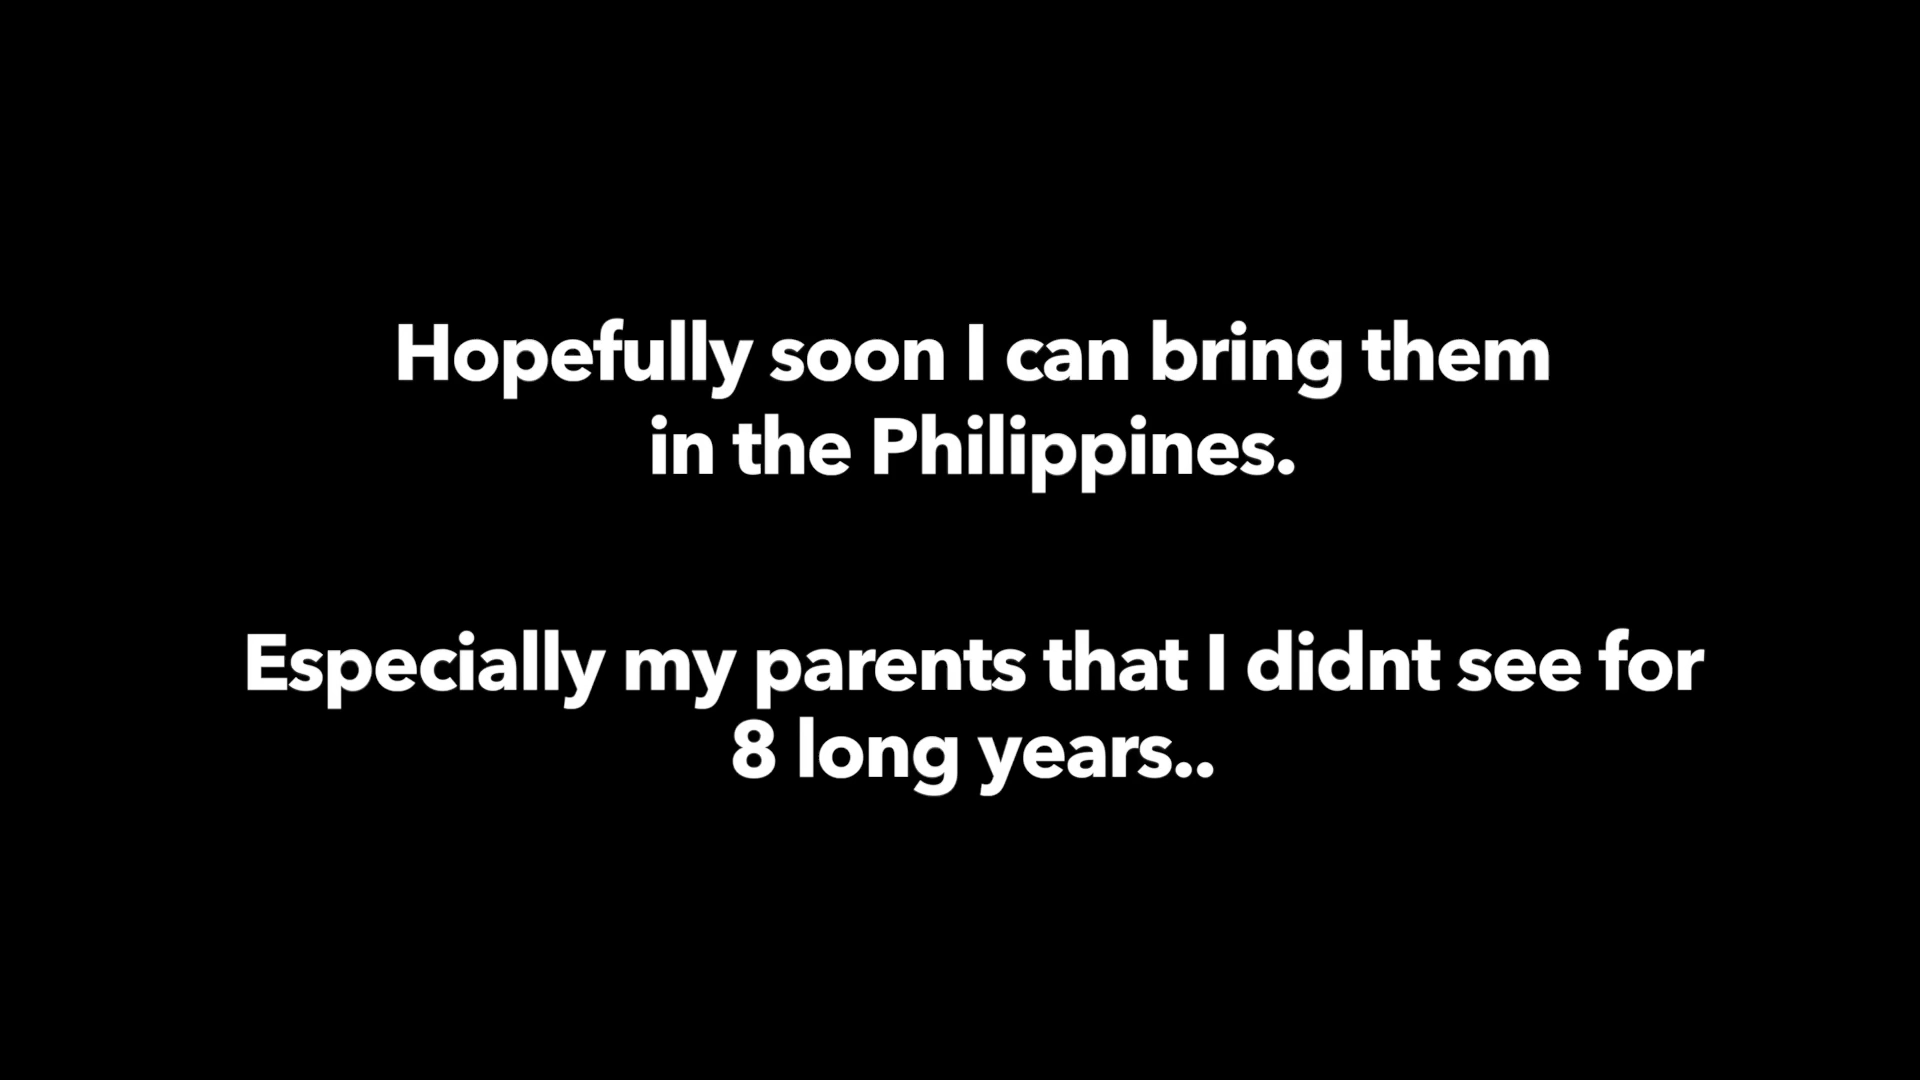 Hopefully soon I can bring them
in the Philippines.
Especially my parents that I didnt see for
8 long years..